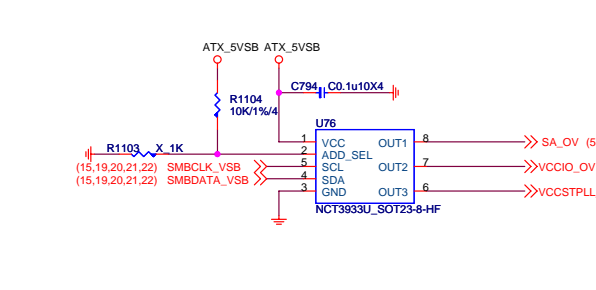 ATX_5VSB ATX_5VSB
C794 C0.1u10X4
R1104
10K/1%/4
U76
R1103 X_1K
1 VCC OUT1 8 SA_OV (5
2 ADD_SEL
(15,19,20,21,22) SMBCLK_VSB 5 SCL OUT2 7 VCCIO_OV
(15,19,20,21,22) SMBDATA_VSB 4 SDA
3 GND OUT3 6 VCCSTPLL
NCT3933U_SOT23-8-HF